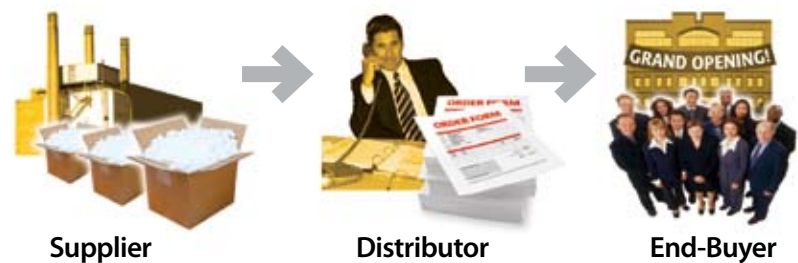 GRAND OPENING!
ORDER FORM
ORDER FORM
Supplier
Distributor
End-Buyer